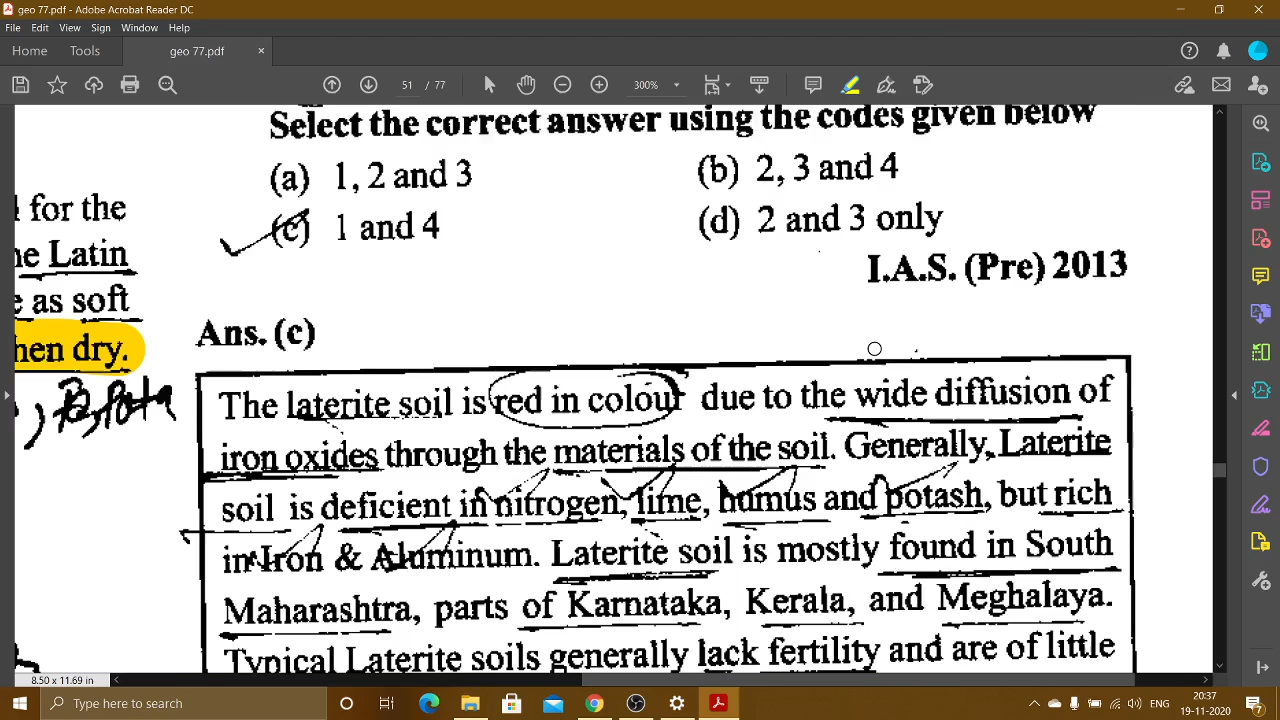 geo 77.pdf - Adobe Acrobat Reader DC
File Edit View Sign Window Help
Home Tools geo 77.pdf
51 / 77 300%
Select the correct answer using the codes given below
(a) 1, 2 and 3 (b) 2, 3 and 4
(c) 1 and 4 (d) 2 and 3 only
I.A.S. (Pre) 2013
for the
Latin
as soft
dry.
Ans. (c)
The laterite soil is red in colour due to the wide diffusion of
iron oxides through the materials of the soil. Generally, Laterite
soil is deficient in nitrogen, lime, humus and potash, but rich
in Iron & Aluminum. Laterite soil is mostly found in South
Maharashtra, parts of Karnataka, Kerala, and Meghalaya.
Typical Laterite soils generally lack fertility and are of little
8.50 x 11.69 in
Type here to search
ENG
20:37
19-11-2020
7